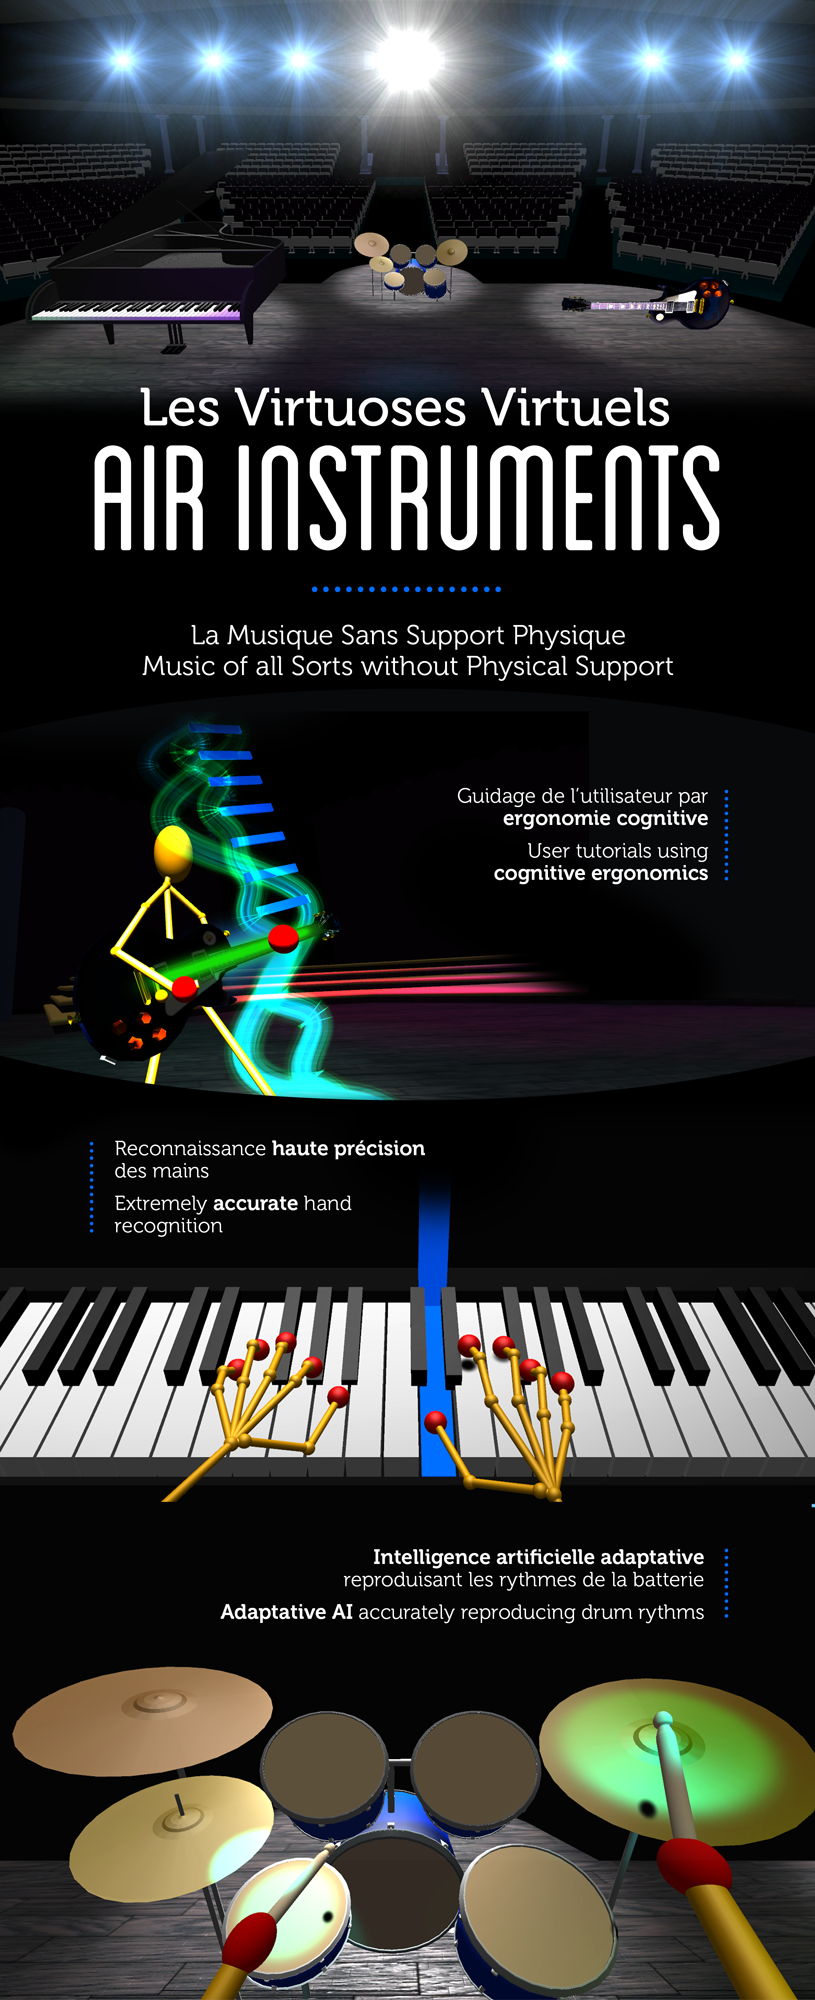 Les Virtuoses Virtuels
AIR INSTRUMENTS
La Musique Sans Support Physique
Music of all Sorts without Physical Support
Guidage de l'utilisateur par
ergonomie cognitive
User tutorials using
cognitive ergonomics
Reconnaissance haute précision
des mains
Extremely accurate hand
recognition
Intelligence artificielle adaptative
reproduisant les rythmes de la batterie
Adaptative AI accurately reproducing drum rythms